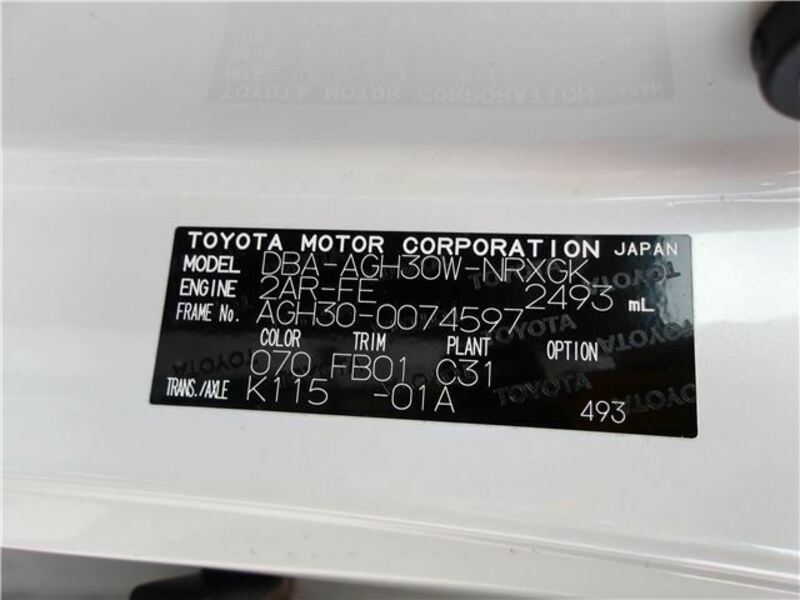 TOYOTA MOTOR CORPORATION JAPAN
MODEL DBA-AGH30W-NRXGK
ENGINE 2AR-FE 2493 mL
FRAME No. AGH30-0074597
COLOR TRIM PLANT OPTION
070 FB01 C31
TRANS./AXLE K115 -01A
493